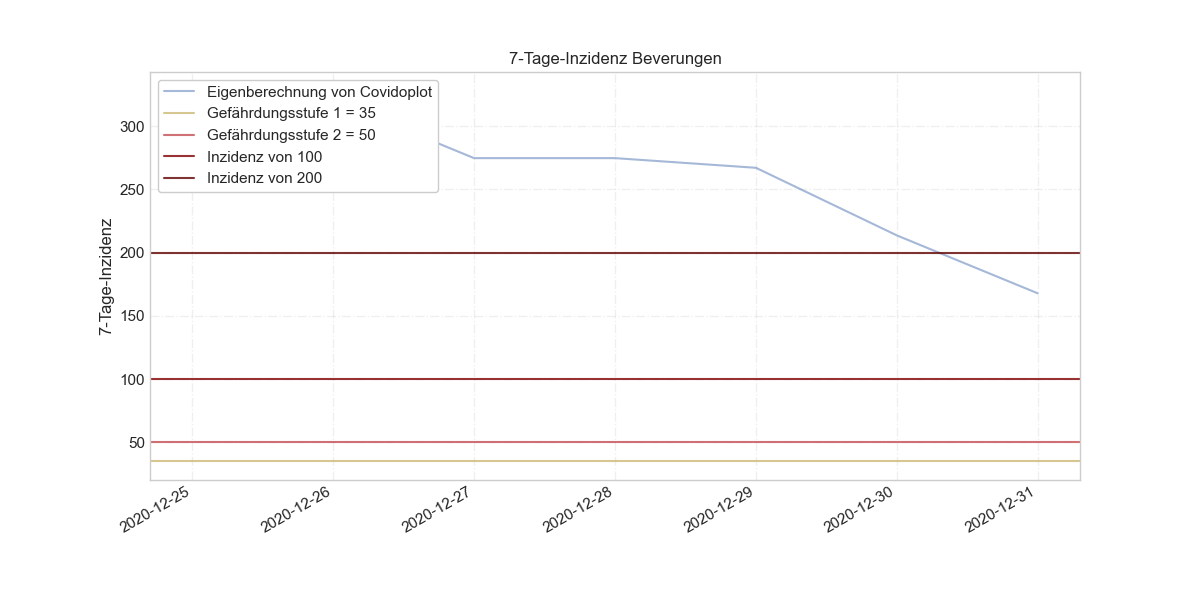 7-Tage-Inzidenz Beverungen
Eigenberechnung von Covidoplot
Gefährdungsstufe 1 = 35
Gefährdungsstufe 2 = 50
Inzidenz von 100
Inzidenz von 200
7-Tage-Inzidenz
300
250
200
150
100
50
2020-12-25
2020-12-26
2020-12-27
2020-12-28
2020-12-29
2020-12-30
2020-12-31